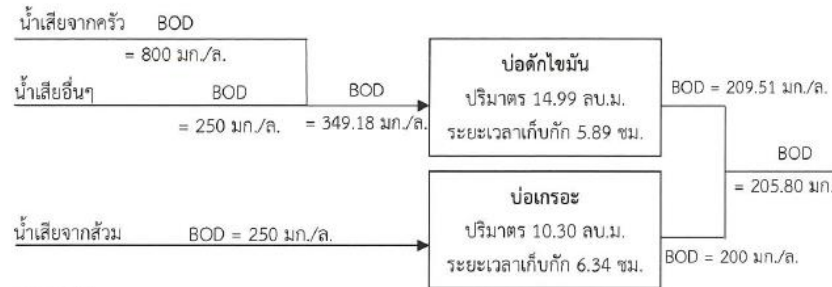 น้ำเสียจากครัว BOD
= 800 มก./ล.
น้ำเสียอื่นๆ BOD
= 250 มก./ล.
BOD
= 349.18 มก./ล.
บ่อดักไขมัน
ปริมาตร 14.99 ลบ.ม.
ระยะเวลาเก็บกัก 5.89 ชม.
BOD = 209.51 มก./ล.
BOD
= 205.80 มก.
น้ำเสียจากส้วม BOD = 250 มก./ล.
บ่อเกรอะ
ปริมาตร 10.30 ลบ.ม.
ระยะเวลาเก็บกัก 6.34 ชม.
BOD = 200 มก./ล.